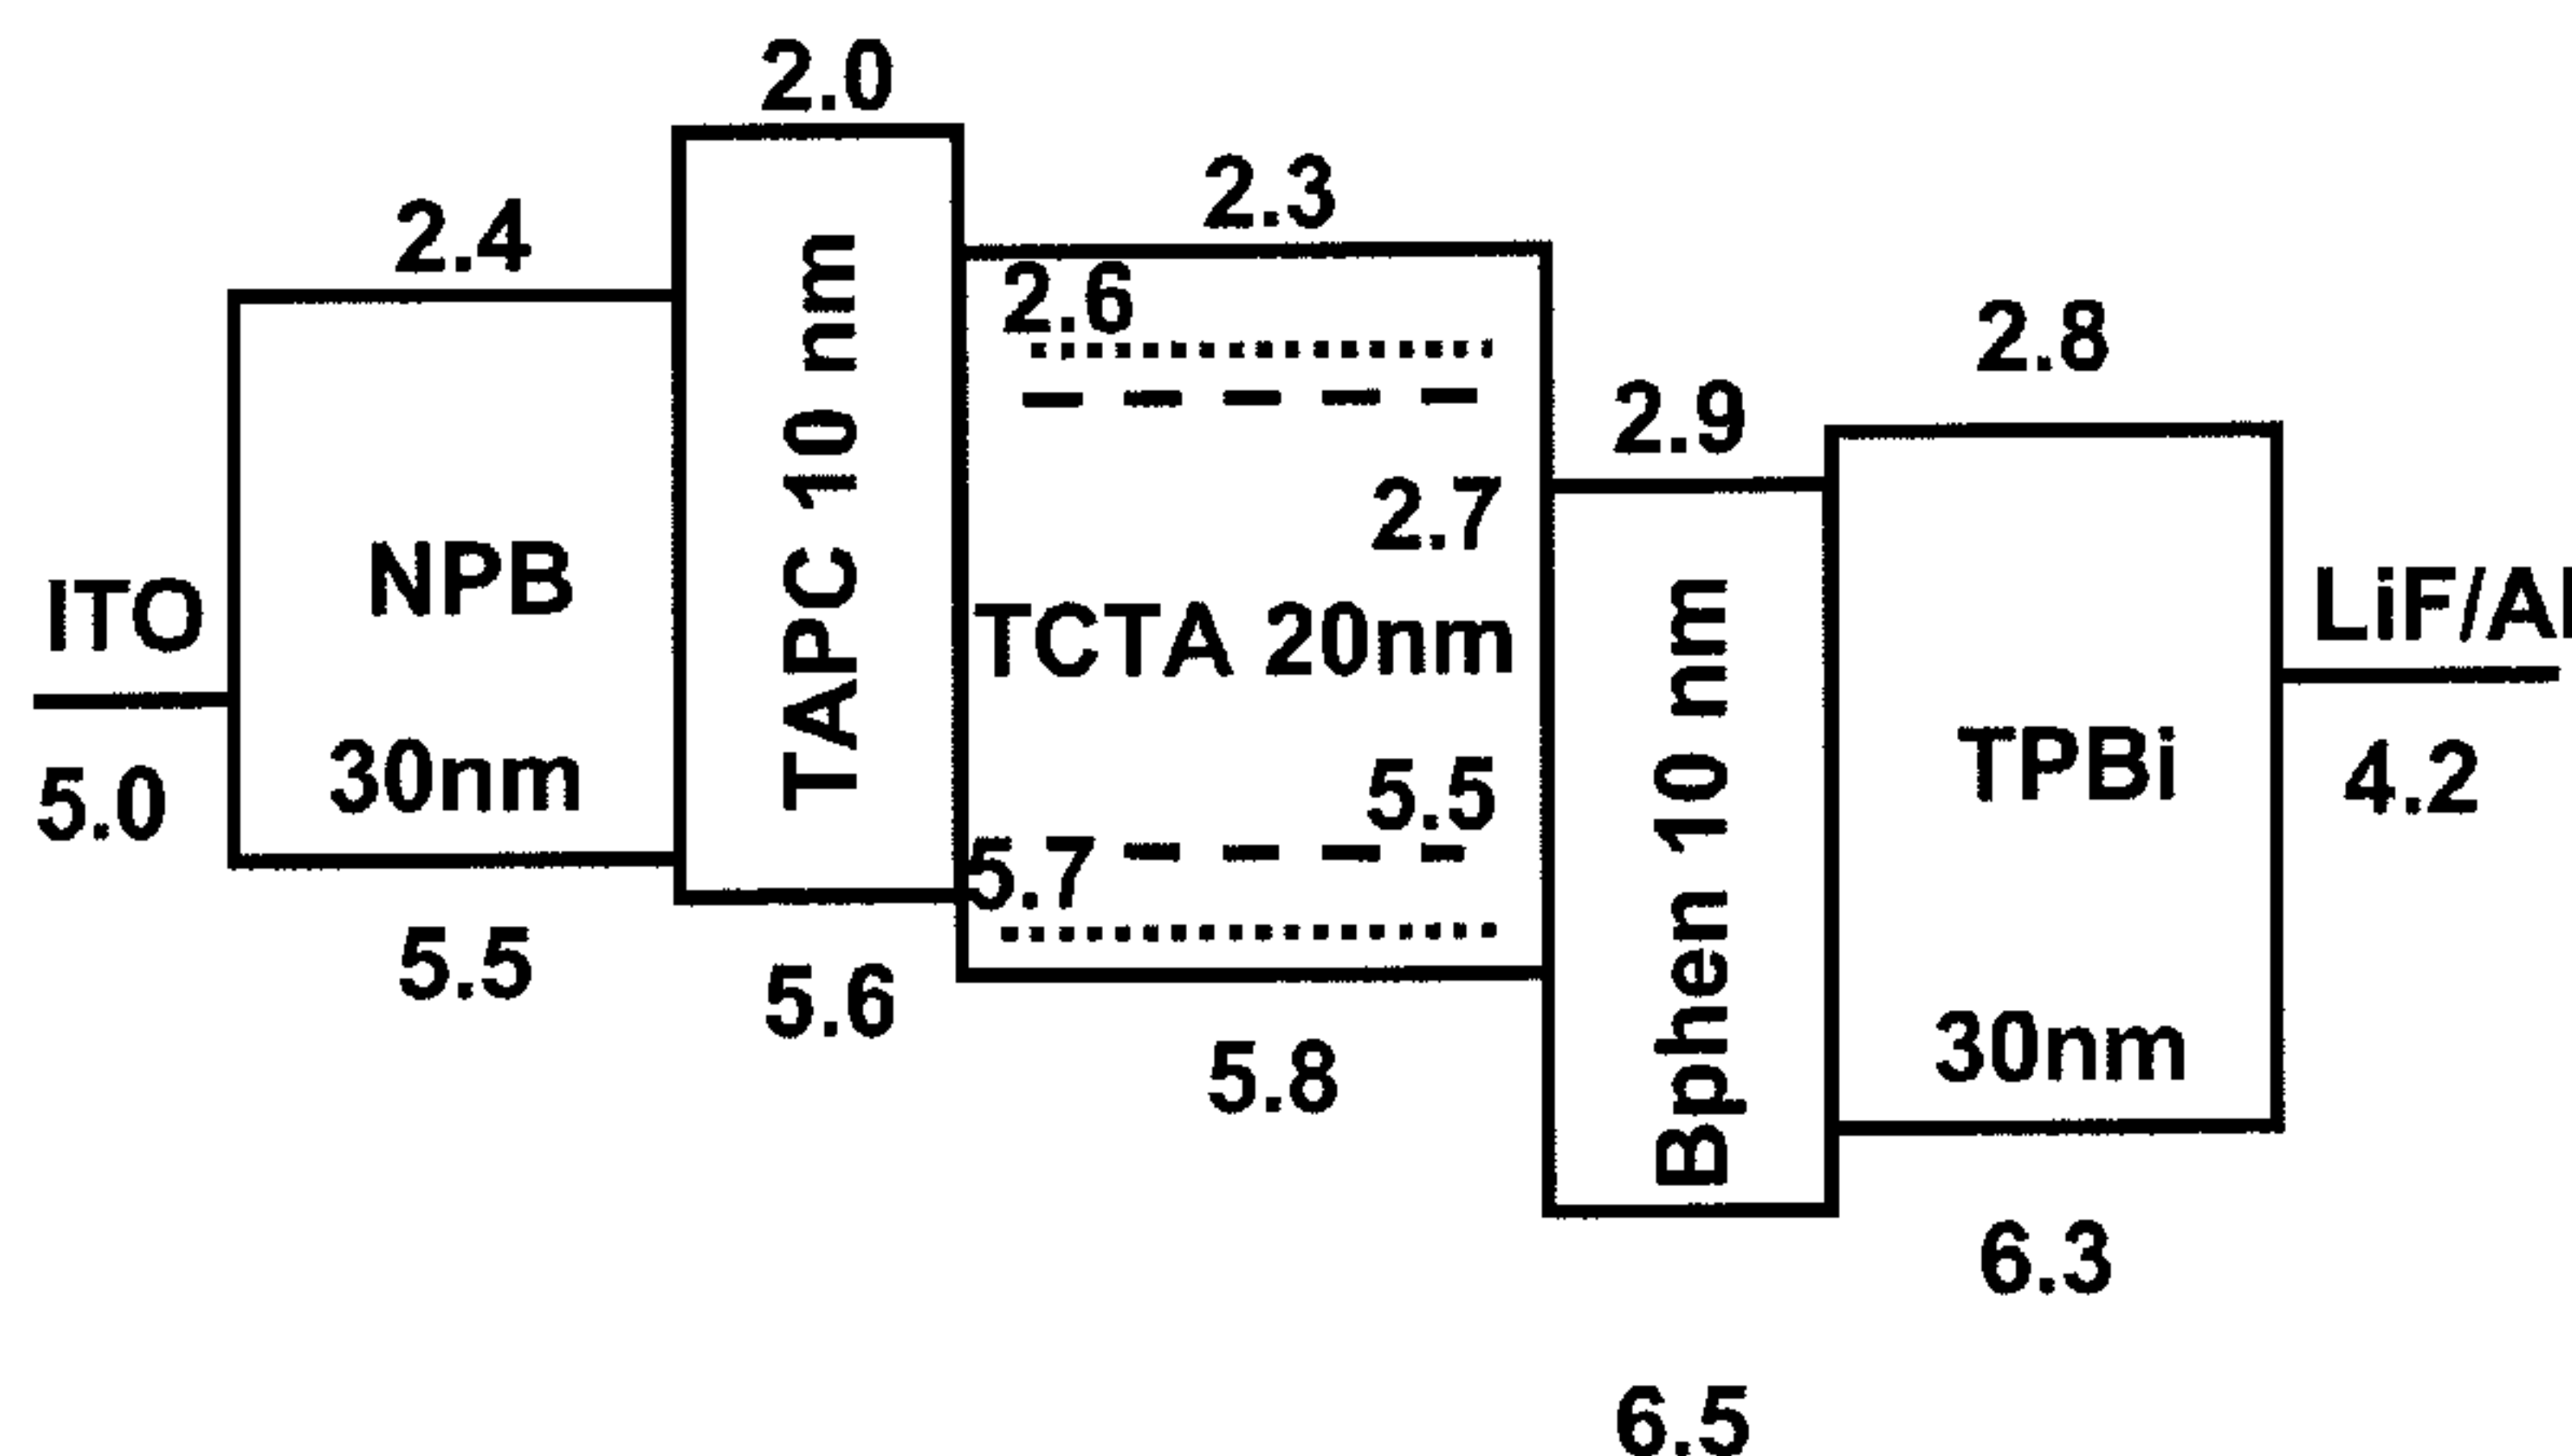 2.0
2.3
2.4
2.6
2.8
2.9
2.7
ITO
NPB
TAPC 10 nm
TCTA 20nm
Bphen 10 nm
TPBi
LiF/Al
5.0
30nm
5.5
5.7
4.2
5.5
5.6
5.8
30nm
6.3
6.5